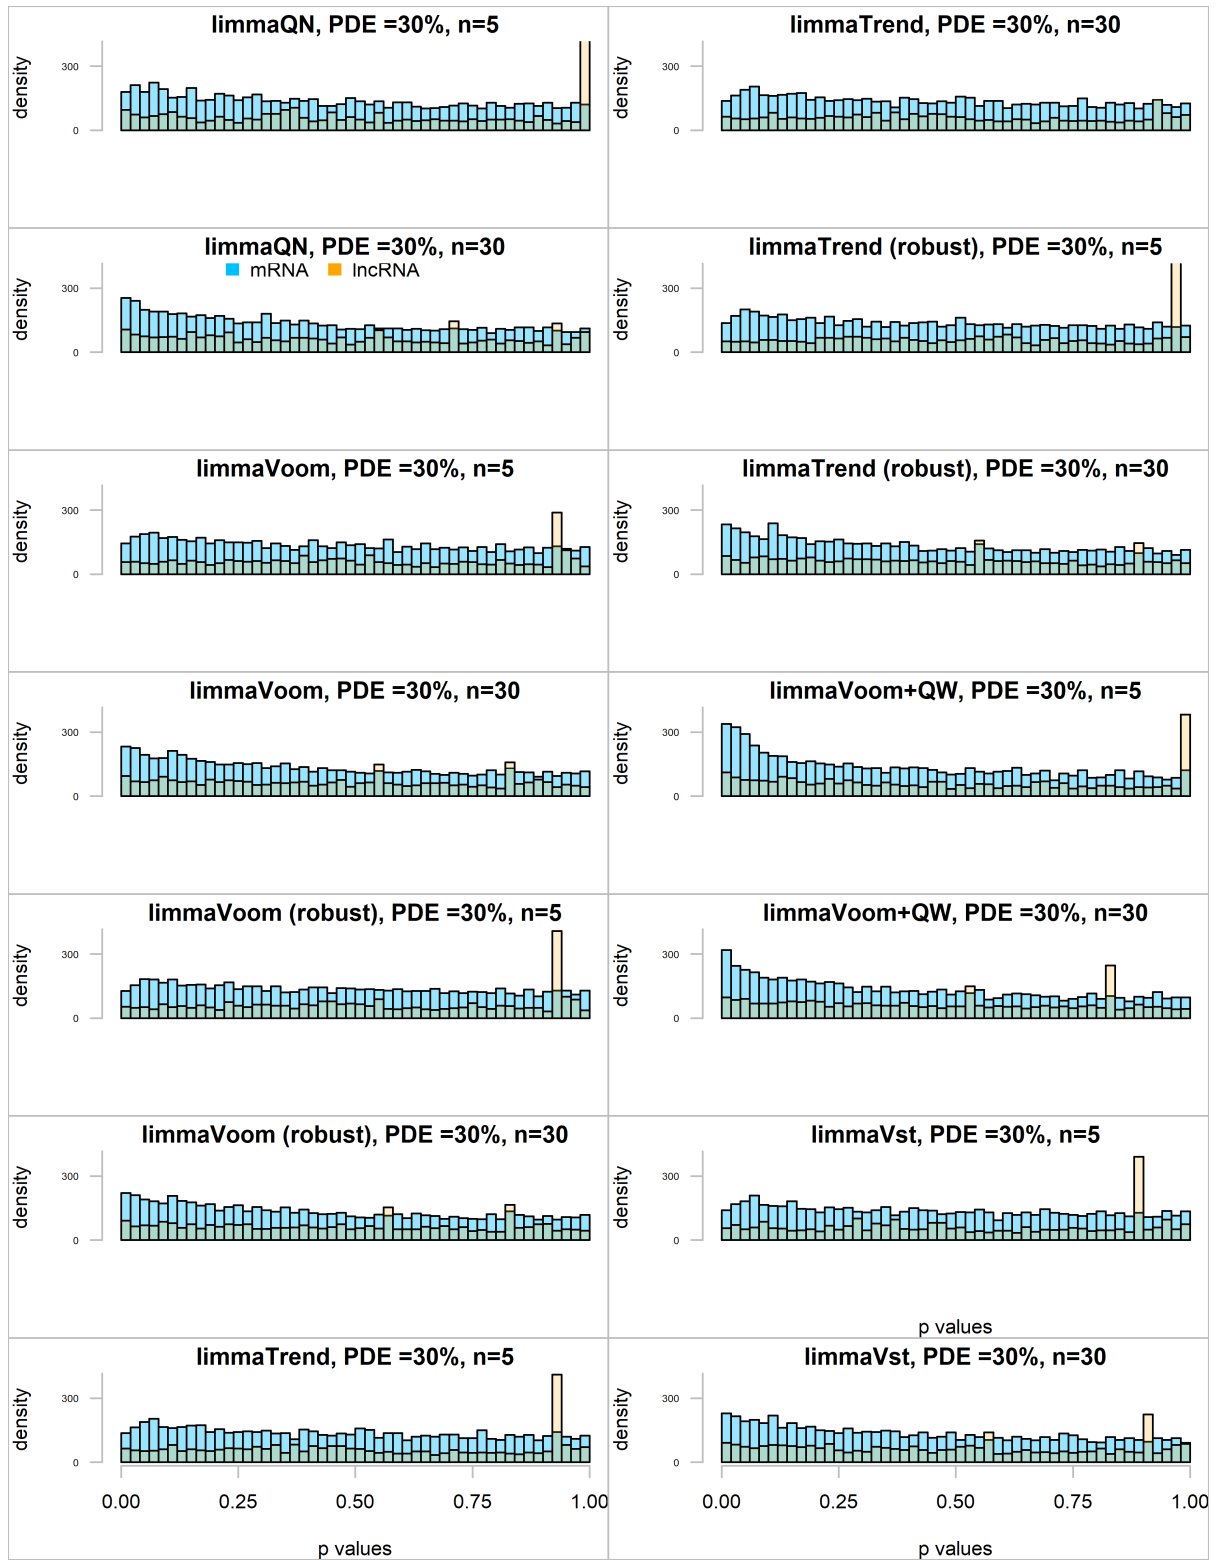 limmaQN, PDE =30%, n=5
density
300
0
limmaTrend, PDE =30%, n=30
density
300
0
limmaQN, PDE =30%, n=30
mRNA lncRNA
density
300
0
limmaTrend (robust), PDE =30%, n=5
density
300
0
limmaVoom, PDE =30%, n=5
density
300
0
limmaTrend (robust), PDE =30%, n=30
density
300
0
limmaVoom, PDE =30%, n=30
density
300
0
limmaVoom+QW, PDE =30%, n=5
density
300
0
limmaVoom (robust), PDE =30%, n=5
density
300
0
limmaVoom+QW, PDE =30%, n=30
density
300
0
limmaVoom (robust), PDE =30%, n=30
density
300
0
limmaVst, PDE =30%, n=5
density
300
0
p values
limmaTrend, PDE =30%, n=5
density
300
0
0.00 0.25 0.50 0.75 1.00
p values
limmaVst, PDE =30%, n=30
density
300
0
0.00 0.25 0.50 0.75 1.00
p values